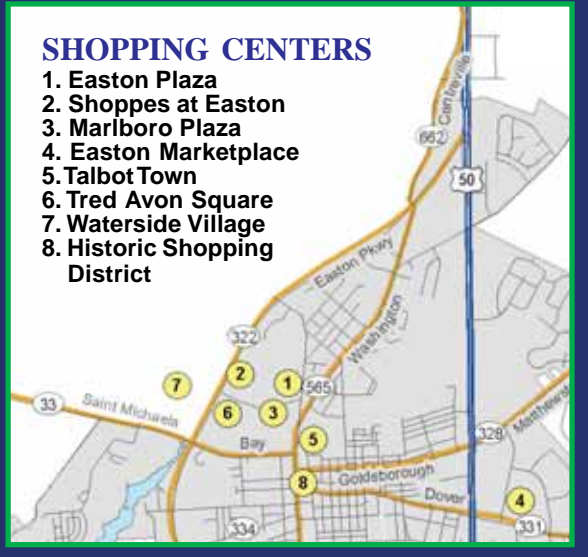 SHOPPING CENTERS
1. Easton Plaza
2. Shoppes at Easton
3. Marlboro Plaza
4. Easton Marketplace
5. Talbot Town
6. Tred Avon Square
7. Waterside Village
8. Historic Shopping
District
Centreville
662
50
Easton Pkwy
Washington
322
7
2
1
565
33
Saint Michaels
6
3
Bay
5
328
Matthews
8
Goldsborough
Dover
4
334
331